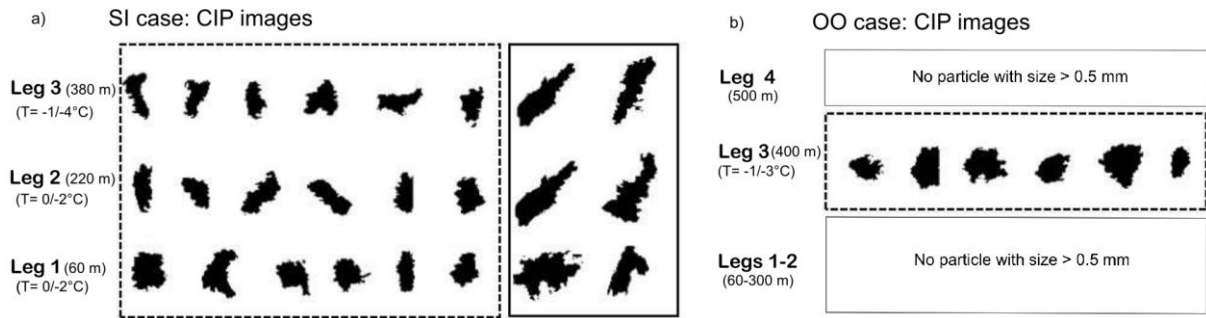 a) SI case: CIP images
Leg 3 (380 m)
(T= -1/-4°C)
Leg 2 (220 m)
(T= 0/-2°C)
Leg 1 (60 m)
(T= 0/-2°C)
b) OO case: CIP images
Leg 4
(500 m)
No particle with size > 0.5 mm
Leg 3 (400 m)
(T= -1/-3°C)
Legs 1-2
(60-300 m)
No particle with size > 0.5 mm